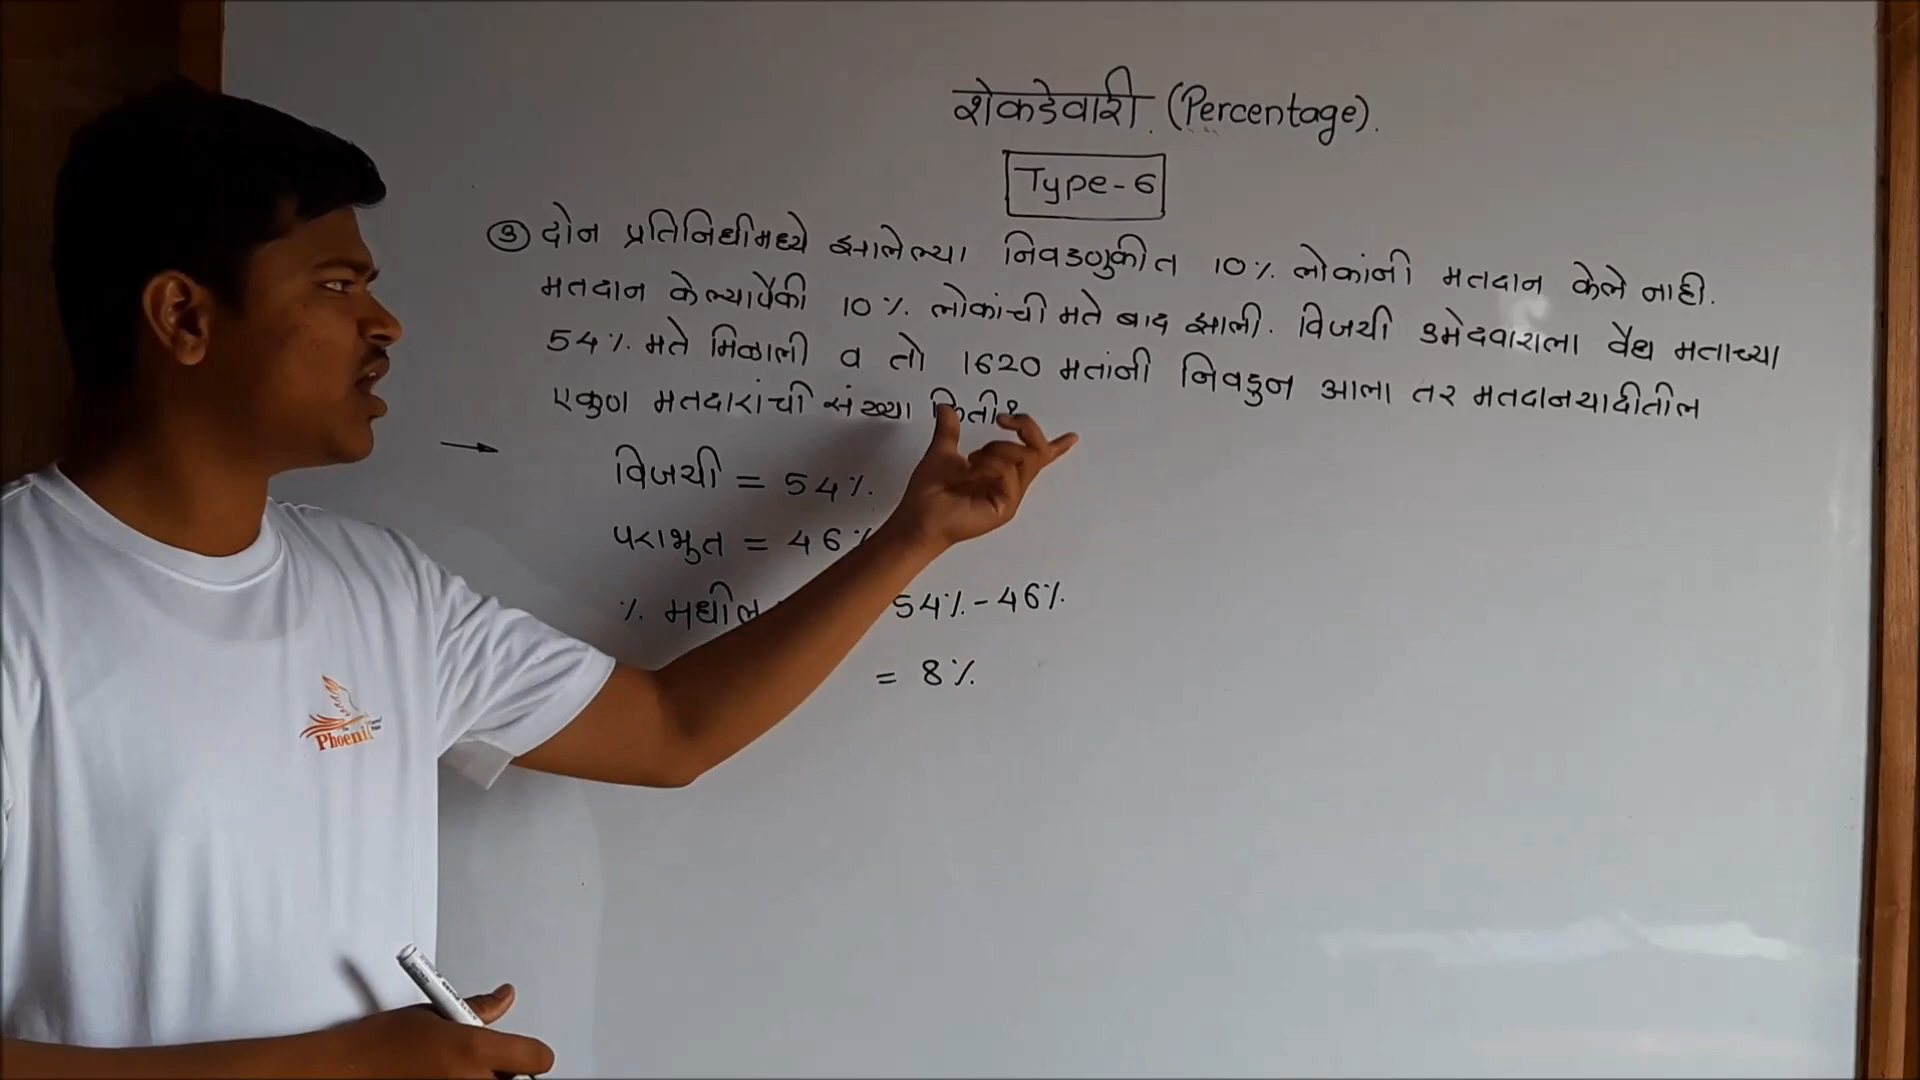 शेकडेवारी. (Percentage).
Type-6
③ दोन प्रतिनिधींमध्ये झालेल्या निवडणुकीत 10% लोकांनी मतदान केले नाही.
मतदान केल्यापैकी 10% लोकांची मते बाद झाली. विजयी उमेदवाराला वैध मताच्या
54% मते मिळाली व तो 1620 मतांनी निवडून आला तर मतदानयादीतील
एकुण मतदारांची संख्या किती?
→ विजयी = 54%.
पराभुत = 46%
% मधील 54% - 46%.
= 8%.
Phoenix